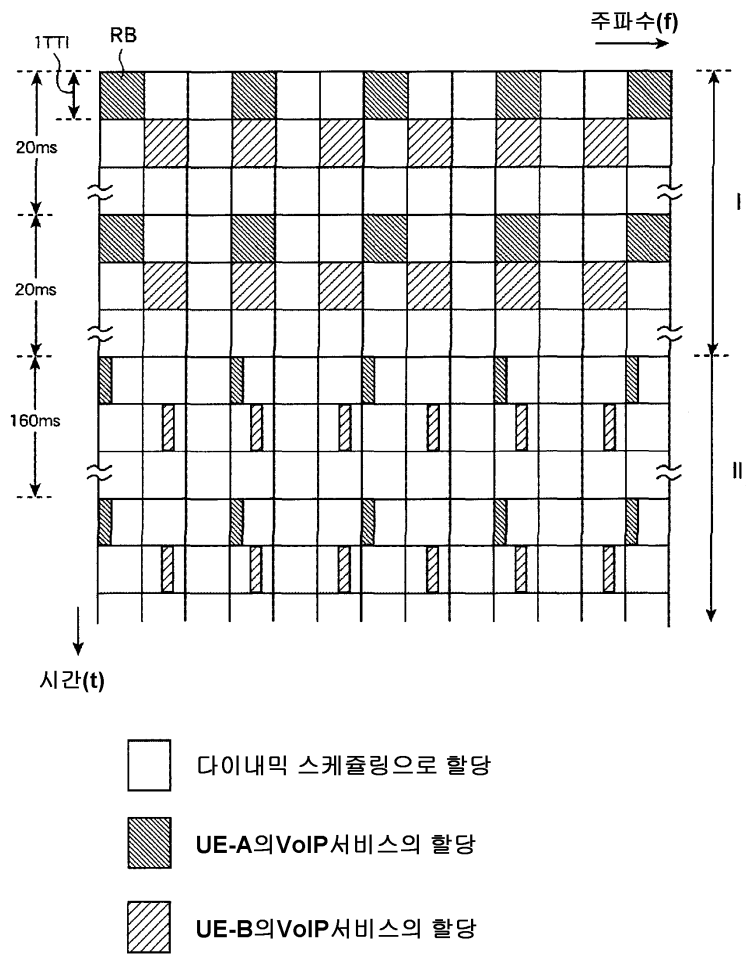 주파수(f)
1TTI
RB
20ms
20ms
160ms
I
II
시간(t)
다이내믹 스케쥴링으로 할당
UE-A의VoIP서비스의 할당
UE-B의VoIP서비스의 할당